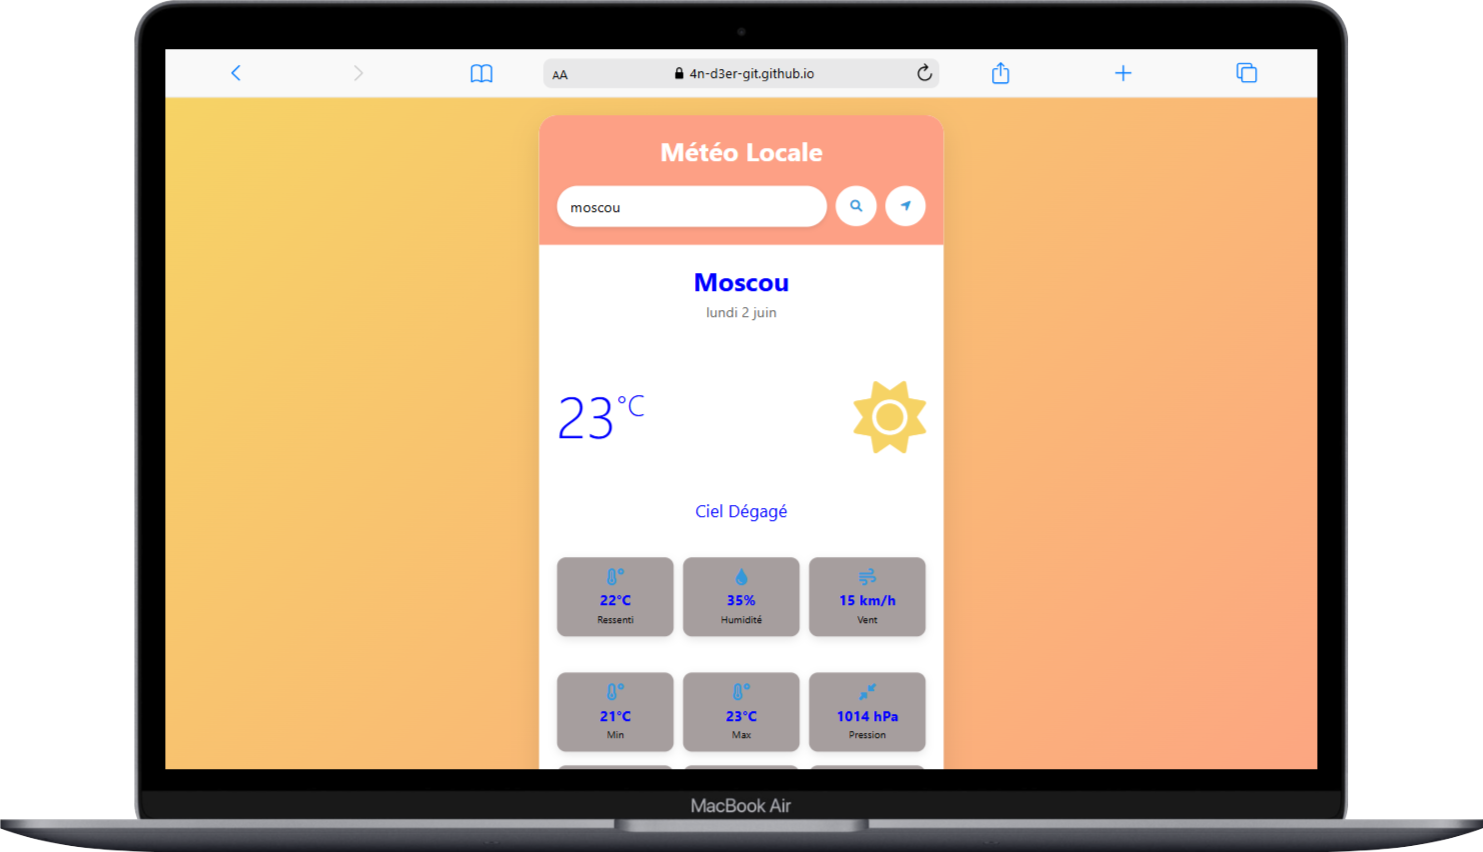 AA 4n-d3er-git.github.io
Météo Locale
moscou
Moscou
lundi 2 juin
23°C
Ciel Dégagé
22°C 35% 15 km/h
Ressenti Humidité Vent
21°C 23°C 1014 hPa
Min Max Pression
MacBook Air